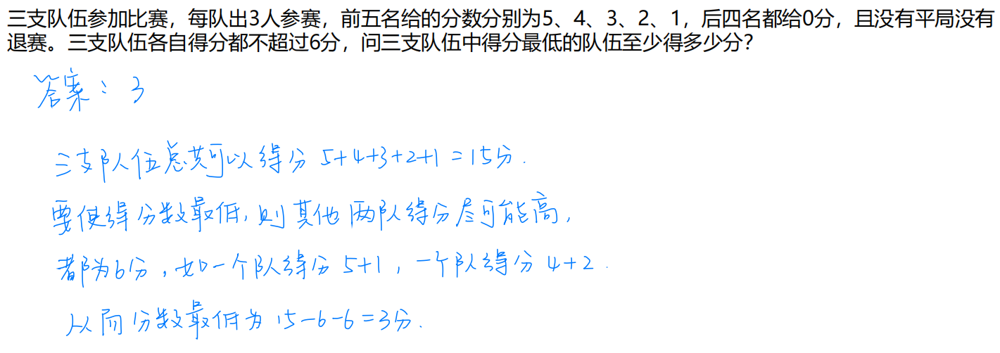 三支队伍参加比赛，每队出3人参赛，前五名给的分数分别为5、4、3、2、1，后四名都给0分，且没有平局没有
退赛。三支队伍各自得分都不超过6分，问三支队伍中得分最低的队伍至少得多少分？
答案：3
三支队伍总共可以得分 5+4+3+2+1=15分.
要使得分数最低,则其他两队得分尽可能高,
都为6分,如一个队得分 5+1,一个队得分 4+2.
从而分数最低为 15-6-6=3分.